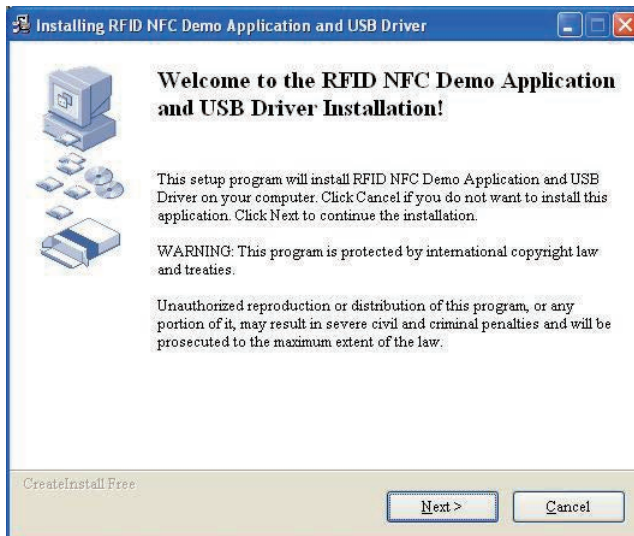 Installing RFID NFC Demo Application and USB Driver
Welcome to the RFID NFC Demo Application
and USB Driver Installation!
This setup program will install RFID NFC Demo Application and USB
Driver on your computer. Click Cancel if you do not want to install this
application. Click Next to continue the installation.
WARNING: This program is protected by international copyright law
and treaties.
Unauthorized reproduction or distribution of this program, or any
portion of it, may result in severe civil and criminal penalties and will be
prosecuted to the maximum extent of the law.
CreateInstall Free
Next >
Cancel